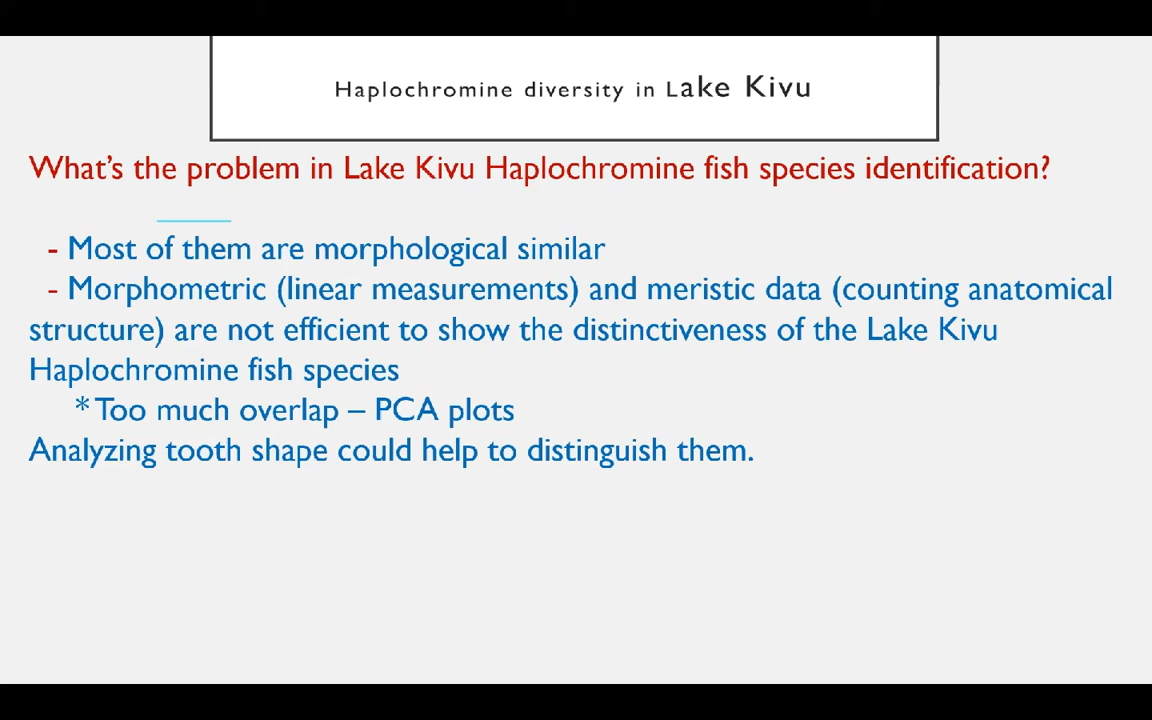 Haplochromine diversity in Lake Kivu
What's the problem in Lake Kivu Haplochromine fish species identification?
- Most of them are morphological similar
- Morphometric (linear measurements) and meristic data (counting anatomical
structure) are not efficient to show the distinctiveness of the Lake Kivu
Haplochromine fish species
* Too much overlap – PCA plots
Analyzing tooth shape could help to distinguish them.